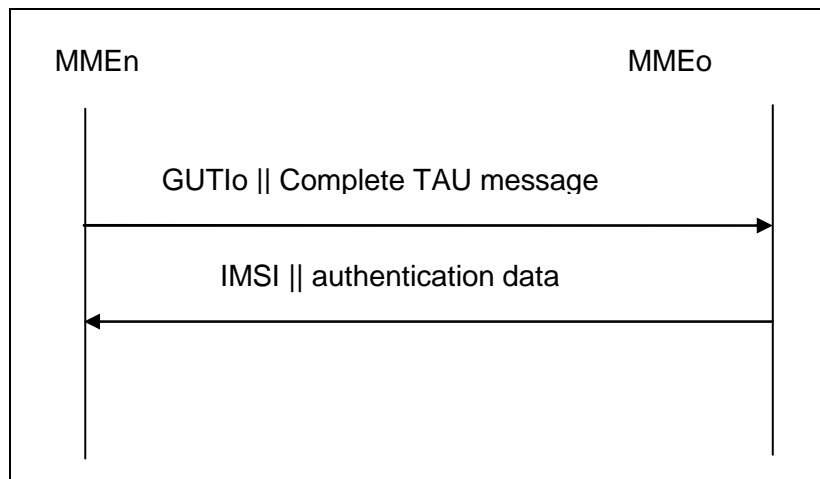 MMEn MMEo
GUTIo || Complete TAU message
IMSI || authentication data